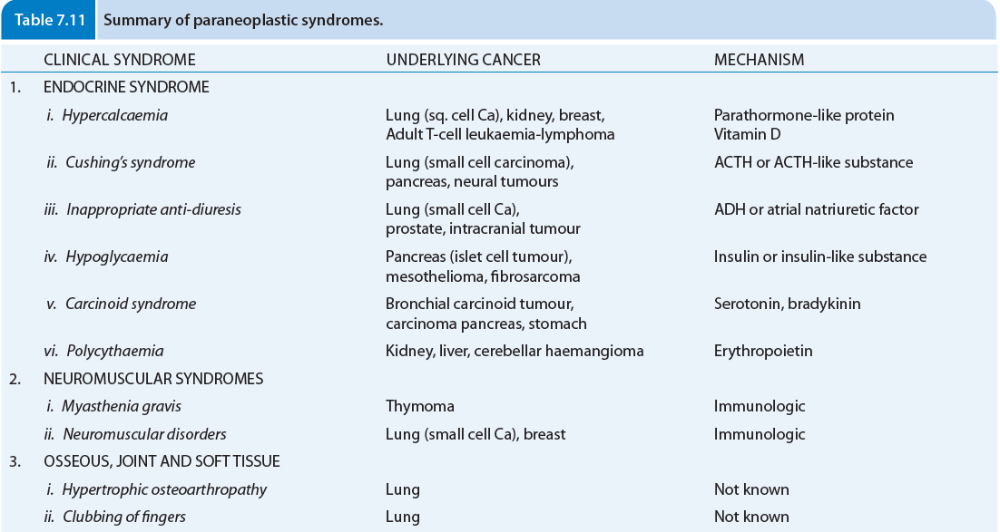 Table 7.11 Summary of paraneoplastic syndromes.
CLINICAL SYNDROME UNDERLYING CANCER MECHANISM
1. ENDOCRINE SYNDROME
i. Hypercalcaemia Lung (sq. cell Ca), kidney, breast, Parathormone-like protein
Adult T-cell leukaemia-lymphoma Vitamin D
ii. Cushing's syndrome Lung (small cell carcinoma), ACTH or ACTH-like substance
pancreas, neural tumours
iii. Inappropriate anti-diuresis Lung (small cell Ca), ADH or atrial natriuretic factor
prostate, intracranial tumour
iv. Hypoglycaemia Pancreas (islet cell tumour), Insulin or insulin-like substance
mesothelioma, fibrosarcoma
v. Carcinoid syndrome Bronchial carcinoid tumour, Serotonin, bradykinin
carcinoma pancreas, stomach
vi. Polycythaemia Kidney, liver, cerebellar haemangioma Erythropoietin
2. NEUROMUSCULAR SYNDROMES
i. Myasthenia gravis Thymoma Immunologic
ii. Neuromuscular disorders Lung (small cell Ca), breast Immunologic
3. OSSEOUS, JOINT AND SOFT TISSUE
i. Hypertrophic osteoarthropathy Lung Not known
ii. Clubbing of fingers Lung Not known